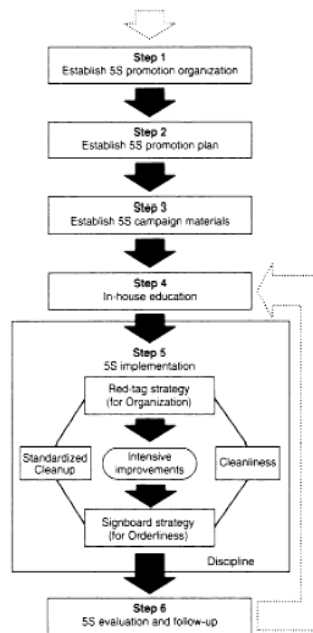 Step 1
Establish 5S promotion organization
Step 2
Establish 5S promotion plan
Step 3
Establish 5S campaign materials
Step 4
In-house education
Step 5
5S implementation
Red-tag strategy
(for Organization)
Standardized
Cleanup
Intensive
improvements
Cleanliness
Signboard strategy
(for Orderliness)
Discipline
Step 6
5S evaluation and follow-up